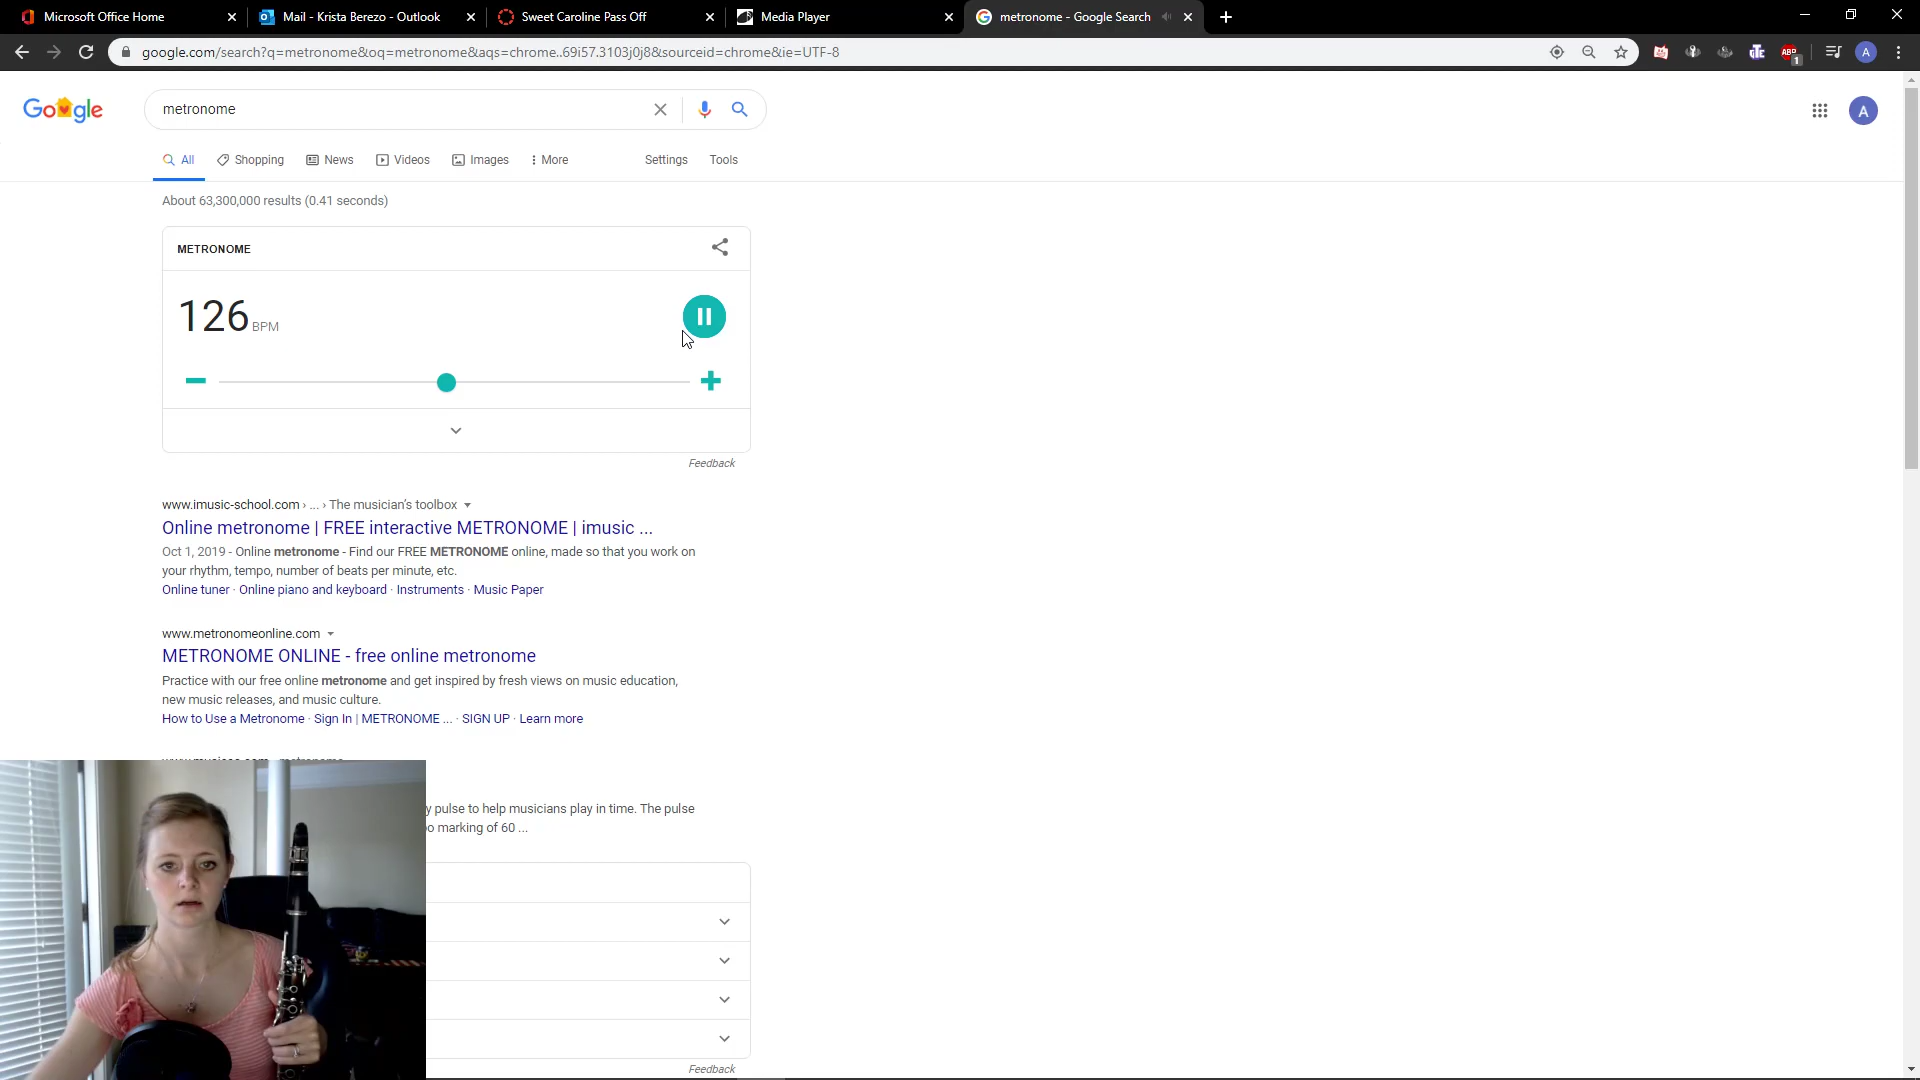 Microsoft Office Home
Mail - Krista Berezo - Outlook
Sweet Caroline Pass Off
Media Player
metronome - Google Search
google.com/search?q=metronome&oq=metronome&aqs=chrome..69i57.3103j0j8&sourceid=chrome&ie=UTF-8
ABP
1
A
Google
metronome
A
All
Shopping
News
Videos
Images
More
Settings
Tools
About 63,300,000 results (0.41 seconds)
METRONOME
126 BPM
Feedback
www.imusic-school.com › ... › The musician's toolbox
Online metronome | FREE interactive METRONOME | imusic ...
Oct 1, 2019 - Online metronome - Find our FREE METRONOME online, made so that you work on
your rhythm, tempo, number of beats per minute, etc.
Online tuner · Online piano and keyboard · Instruments · Music Paper
www.metronomeonline.com
METRONOME ONLINE - free online metronome
Practice with our free online metronome and get inspired by fresh views on music education,
new music releases, and music culture.
How to Use a Metronome · Sign In | METRONOME ... · SIGN UP · Learn more
y pulse to help musicians play in time. The pulse
marking of 60 ...
Feedback